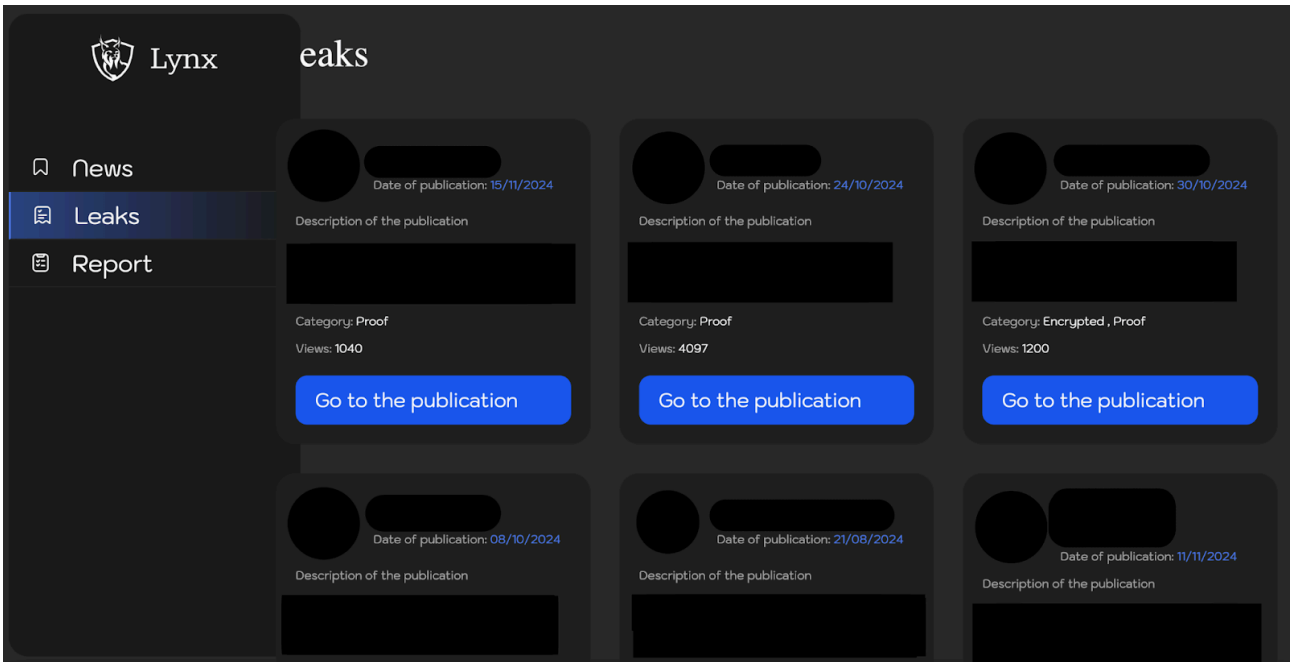 Lynx
News
Leaks
Report
eaks
Date of publication: 15/11/2024
Description of the publication
Category: Proof
Views: 1040
Go to the publication
Date of publication: 24/10/2024
Description of the publication
Category: Proof
Views: 4097
Go to the publication
Date of publication: 30/10/2024
Description of the publication
Category: Encrypted , Proof
Views: 1200
Go to the publication
Date of publication: 08/10/2024
Description of the publication
Date of publication: 21/08/2024
Description of the publication
Date of publication: 11/11/2024
Description of the publication